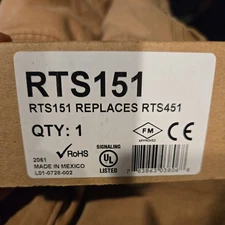 RTS151
RTS151 REPLACES RTS451
QTY: 1
FM
APPROVED
CE
RoHS
SIGNALING
UL
LISTED
2061
MADE IN MEXICO
L01-0728-002